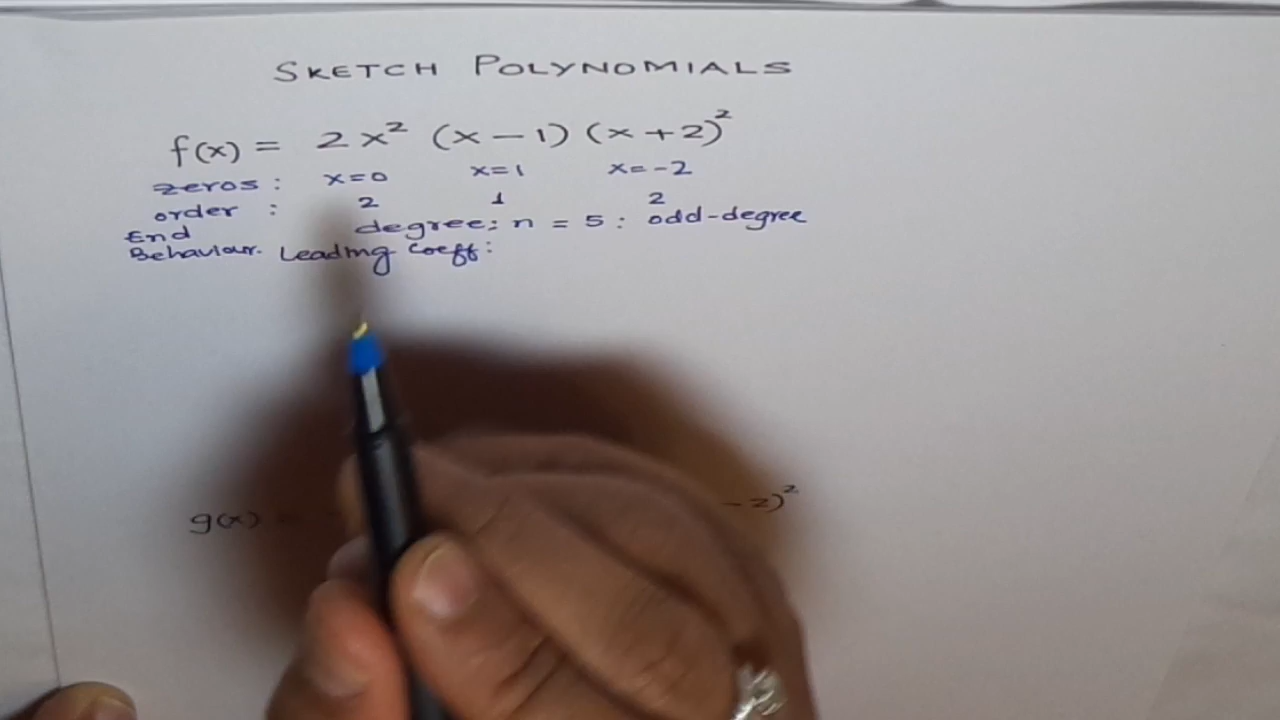 SKETCH POLYNOMIALS
f(x) = 2x² (x-1) (x+2)²
zeros: x=0 x=1 x=-2
order : 2 1 2
End degree; n = 5 : odd-degree
Behaviour. Leading Coeff:
g(x) -2)²